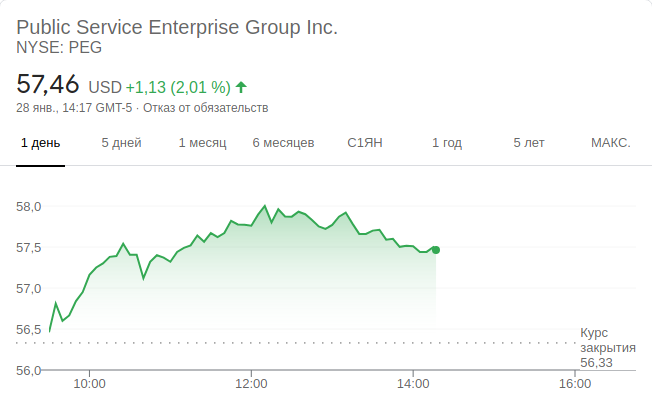 Public Service Enterprise Group Inc.
NYSE: PEG
57,46 USD +1,13 (2,01 %)
28 янв., 14:17 GMT-5 · Отказ от обязательств
1 день 5 дней 1 месяц 6 месяцев С1ЯН 1 год 5 лет МАКС.
58,0
57,5
57,0
56,5
Курс
закрытия
56,33
56,0
10:00 12:00 14:00 16:00